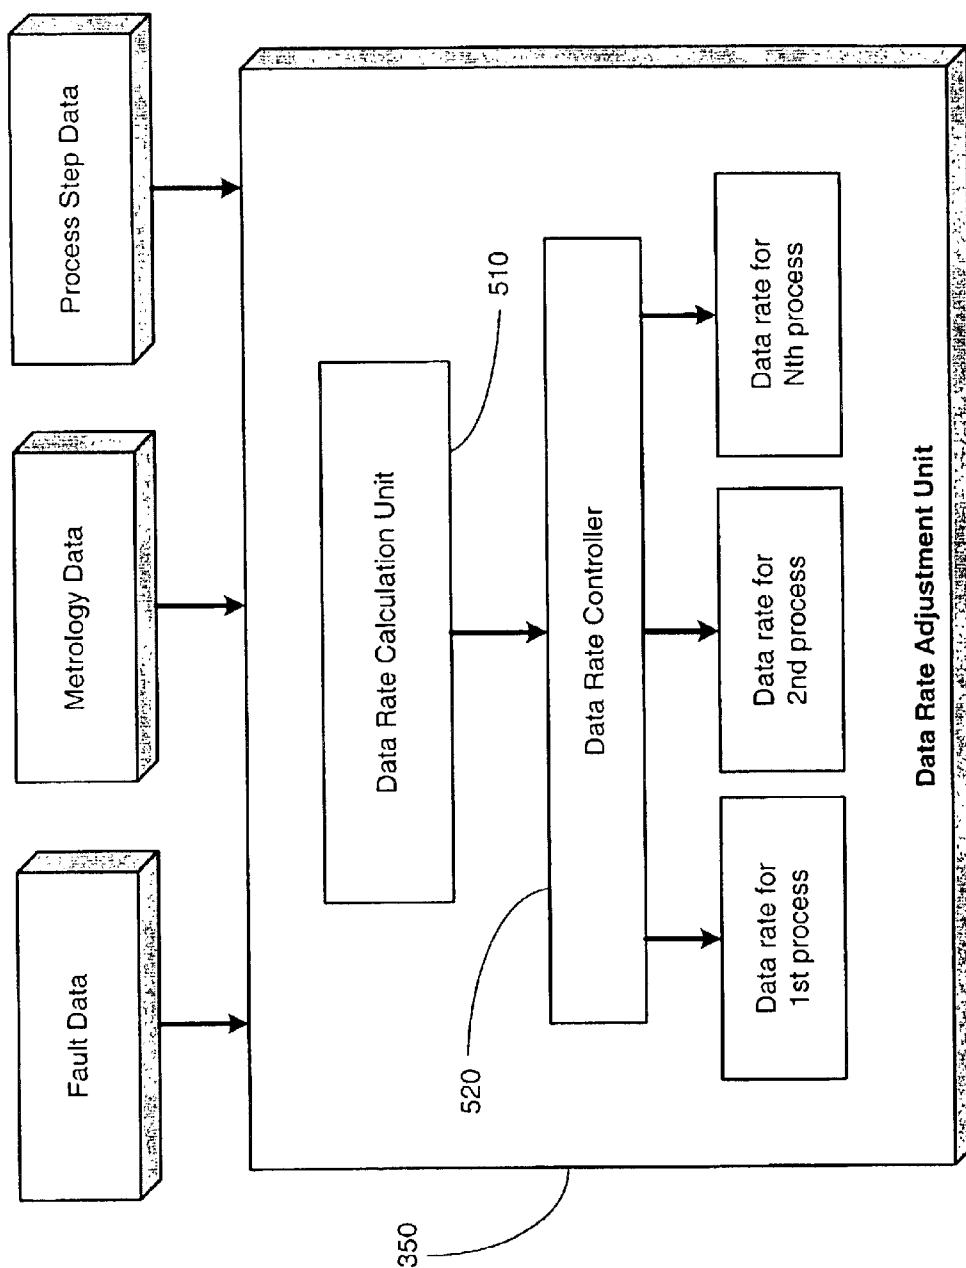 Fault Data
Metrology Data
Process Step Data
Data Rate Calculation Unit
510
Data Rate Controller
520
Data rate for
1st process
Data rate for
2nd process
Data rate for
Nth process
Data Rate Adjustment Unit
350